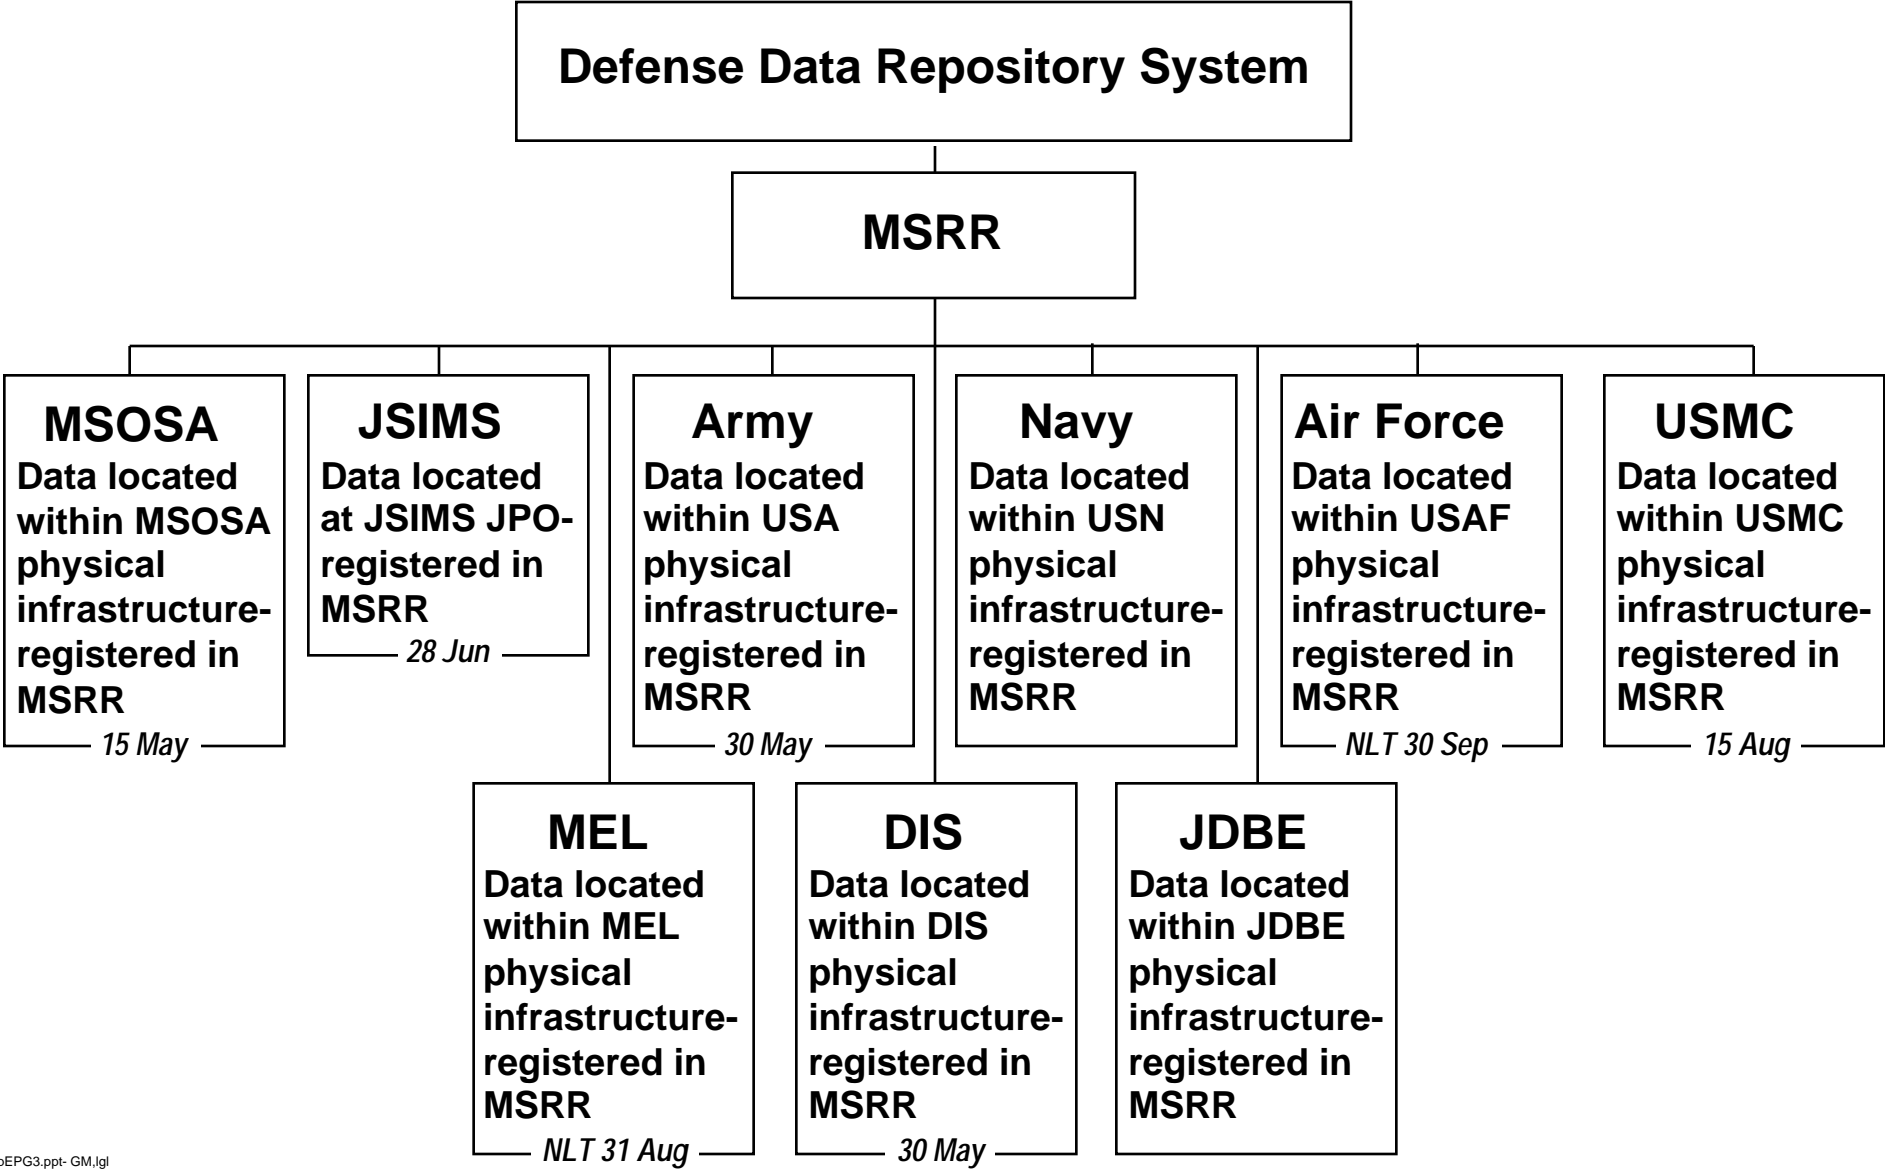 Defense Data Repository System
MSRR
MSOSA
Data located
within MSOSA
physical
infrastructure-
registered in
MSRR
15 May
JSIMS
Data located
at JSIMS JPO-
registered in
MSRR
28 Jun
Army
Data located
within USA
physical
infrastructure-
registered in
MSRR
30 May
Navy
Data located
within USN
physical
infrastructure-
registered in
MSRR
Air Force
Data located
within USAF
physical
infrastructure-
registered in
MSRR
NLT 30 Sep
USMC
Data located
within USMC
physical
infrastructure-
registered in
MSRR
15 Aug
MEL
Data located
within MEL
physical
infrastructure-
registered in
MSRR
NLT 31 Aug
DIS
Data located
within DIS
physical
infrastructure-
registered in
MSRR
30 May
JDBE
Data located
within JDBE
physical
infrastructure-
registered in
MSRR
GM,lgl